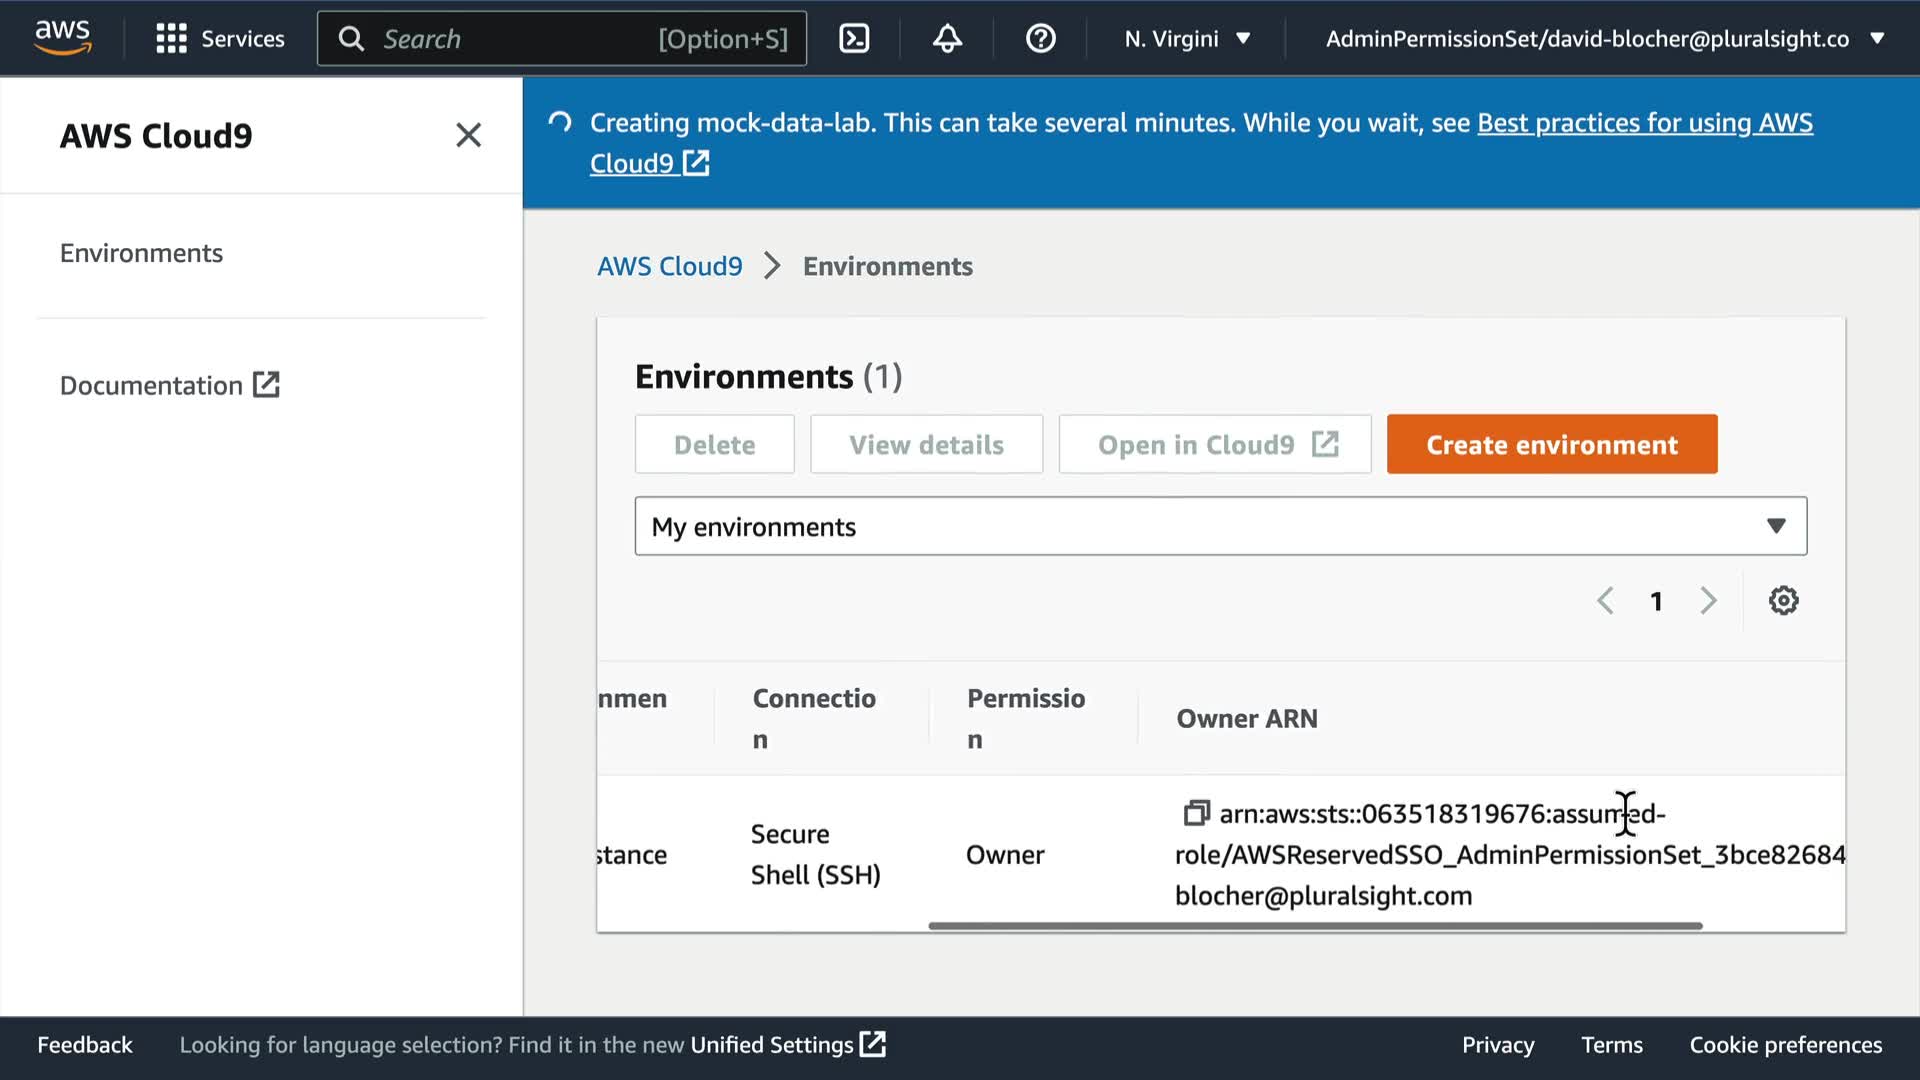 aws
Services
Search
[Option+S]
N. Virgini
AdminPermissionSet/david-blocher@pluralsight.co
AWS Cloud9
Environments
Documentation
Creating mock-data-lab. This can take several minutes. While you wait, see Best practices for using AWS
Cloud9
AWS Cloud9 > Environments
Environments (1)
Delete
View details
Open in Cloud9
Create environment
My environments
1
nmen
Connectio
n
Permissio
n
Owner ARN
stance
Secure
Shell (SSH)
Owner
arn:aws:sts::063518319676:assumed-
role/AWSReservedSSO_AdminPermissionSet_3bce82684
blocher@pluralsight.com
Feedback
Looking for language selection? Find it in the new Unified Settings
Privacy
Terms
Cookie preferences